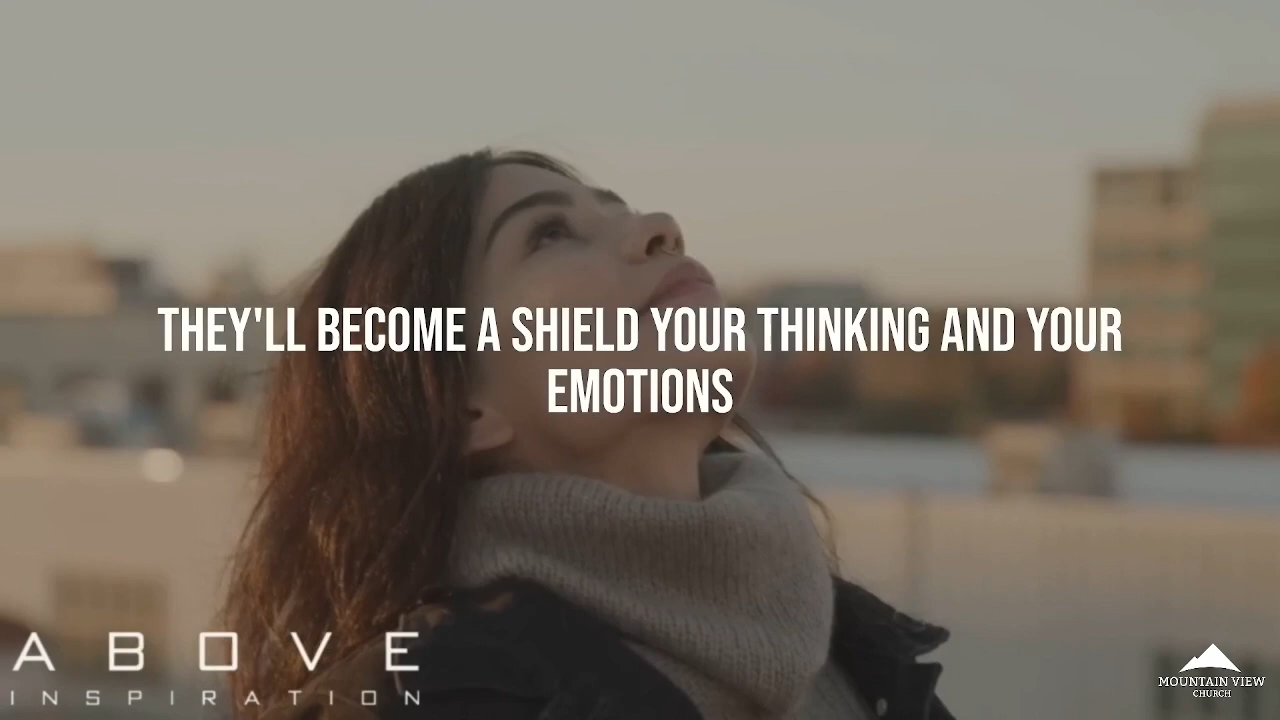 THEY'LL BECOME A SHIELD YOUR THINKING AND YOUR
EMOTIONS
ABOVE
INSPIRATION
MOUNTAIN VIEW
CHURCH